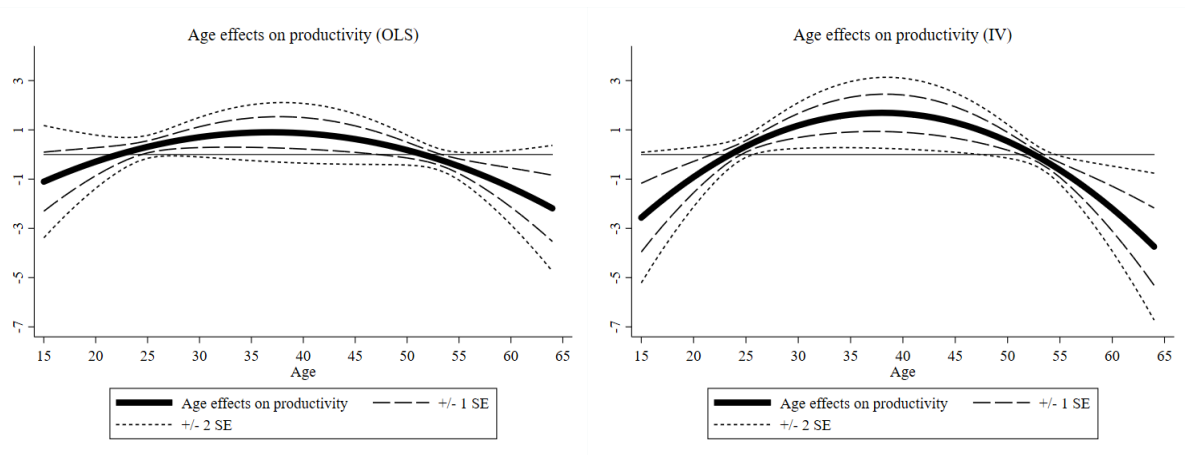 Age effects on productivity (OLS)
3
1
-1
-3
-5
-7
15 20 25 30 35 40 45 50 55 60 65
Age
Age effects on productivity +/- 1 SE
+/- 2 SE
Age effects on productivity (IV)
3
1
-1
-3
-5
-7
15 20 25 30 35 40 45 50 55 60 65
Age
Age effects on productivity +/- 1 SE
+/- 2 SE